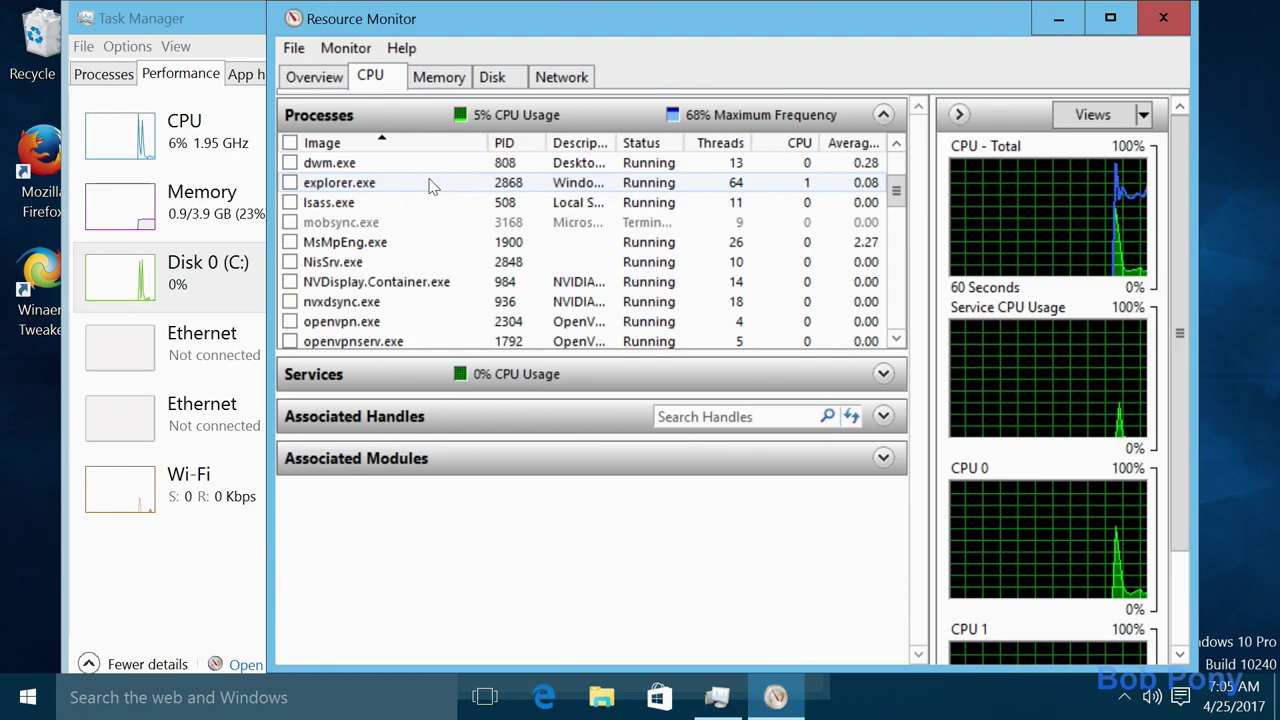 Recycle
Mozilla
Firefox
Winaer
Tweake
Task Manager
File Options View
Processes Performance App h
CPU
6% 1.95 GHz
Memory
0.9/3.9 GB (23%
Disk 0 (C:)
0%
Ethernet
Not connected
Ethernet
Not connected
Wi-Fi
S: 0 R: 0 Kbps
Fewer details Open
Resource Monitor
File Monitor Help
Overview CPU Memory Disk Network
Processes 5% CPU Usage 68% Maximum Frequency
Image PID Descrip... Status Threads CPU Averag...
dwm.exe 808 Deskto... Running 13 0 0.28
explorer.exe 2868 Windo... Running 64 1 0.08
lsass.exe 508 Local S... Running 11 0 0.00
mobsync.exe 3168 Micros... Termin... 9 0 0.00
MsMpEng.exe 1900 Running 26 0 2.27
NisSrv.exe 2848 Running 10 0 0.00
NVDisplay.Container.exe 984 NVIDIA... Running 14 0 0.00
nvxdsync.exe 936 NVIDIA... Running 18 0 0.00
openvpn.exe 2304 OpenV... Running 4 0 0.00
openvpnserv.exe 1792 OpenV... Running 5 0 0.00
Services 0% CPU Usage
Associated Handles Search Handles
Associated Modules
Views
CPU - Total 100%
60 Seconds 0%
Service CPU Usage 100%
0%
CPU 0 100%
0%
CPU 1 100%
ndows 10 Pro
Build 10240
Bob Pony
Search the web and Windows
7:05 AM
4/25/2017